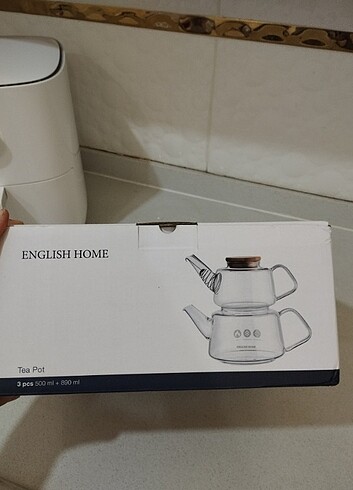 ENGLISH HOME
Tea Pot
3 pcs 500 ml + 890 ml